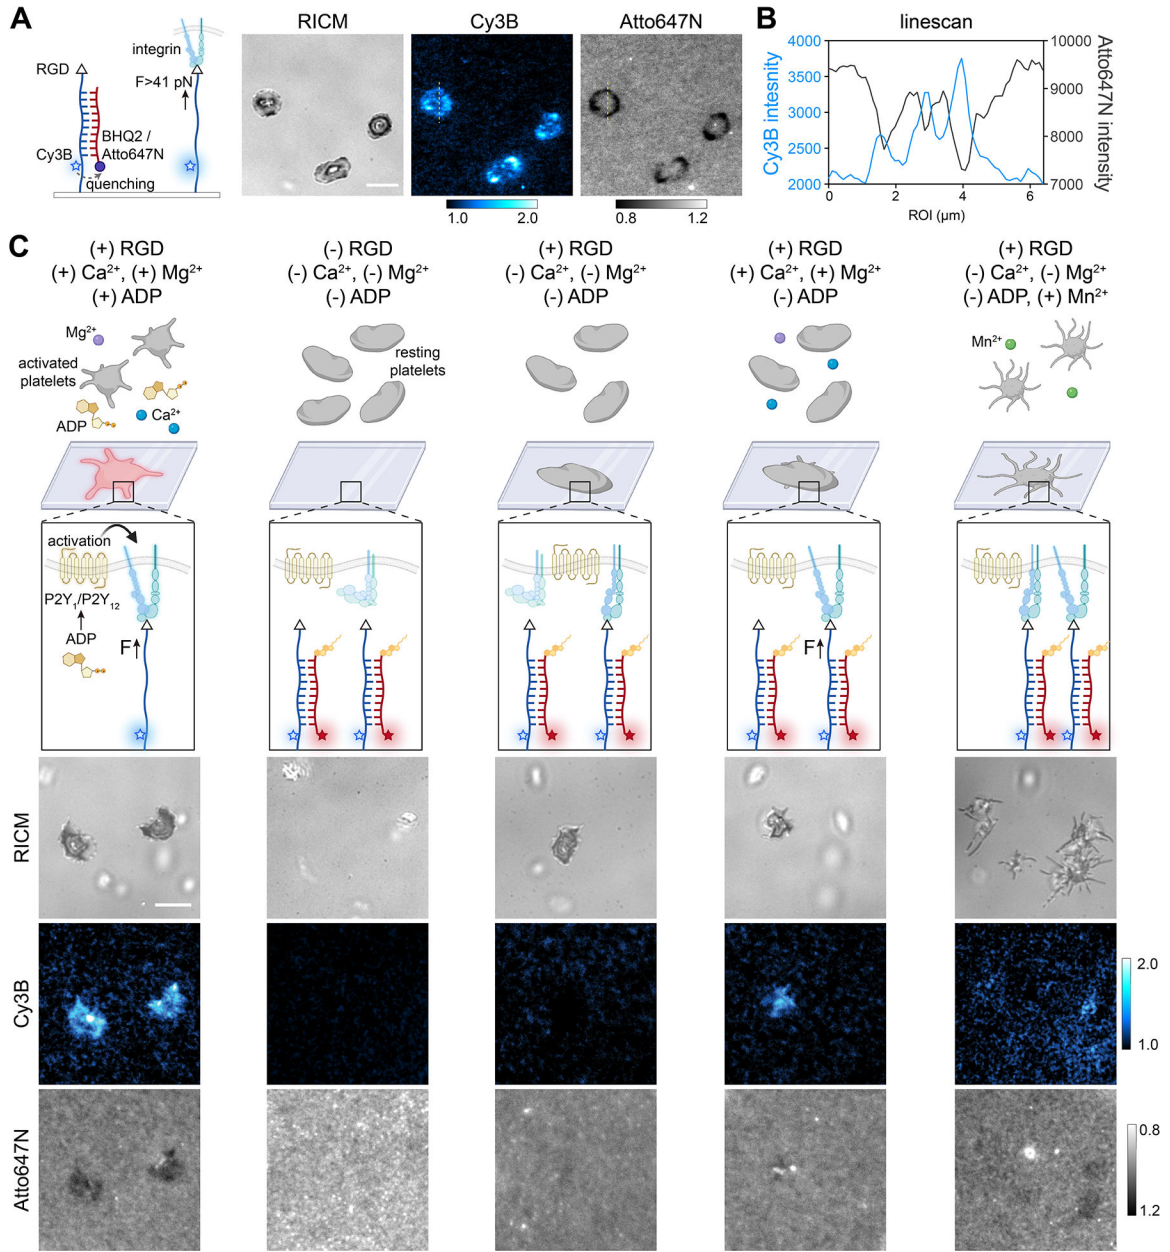 A
RGD
integrin
F>41 pN
BHQ2 /
Atto647N
Cy3B
quenching
RICM
Cy3B
Atto647N
1.0 2.0
0.8 1.2
B
linescan
Cy3B intesnity
4000
3500
3000
2500
2000
10000
9000
8000
7000
Atto647N intensity
0 2 4 6
ROI (µm)
C
(+) RGD
(+) Ca²⁺, (+) Mg²⁺
(+) ADP
(-) RGD
(-) Ca²⁺, (-) Mg²⁺
(-) ADP
(+) RGD
(-) Ca²⁺, (-) Mg²⁺
(-) ADP
(+) RGD
(+) Ca²⁺, (+) Mg²⁺
(-) ADP
(+) RGD
(-) Ca²⁺, (-) Mg²⁺
(-) ADP, (+) Mn²⁺
Mg²⁺
activated
platelets
ADP
Ca²⁺
resting
platelets
Mn²⁺
activation
P2Y₁/P2Y₁₂
ADP
F
F
RICM
Cy3B
2.0
1.0
Atto647N
0.8
1.2